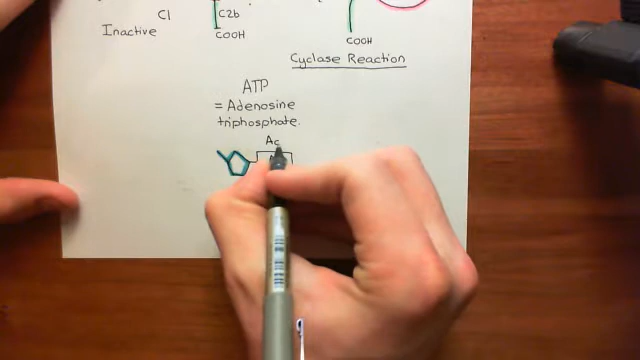 C1
C2b
COOH
Inactive
COOH
Cyclase Reaction
ATP
= Adenosine
triphosphate.
Ac